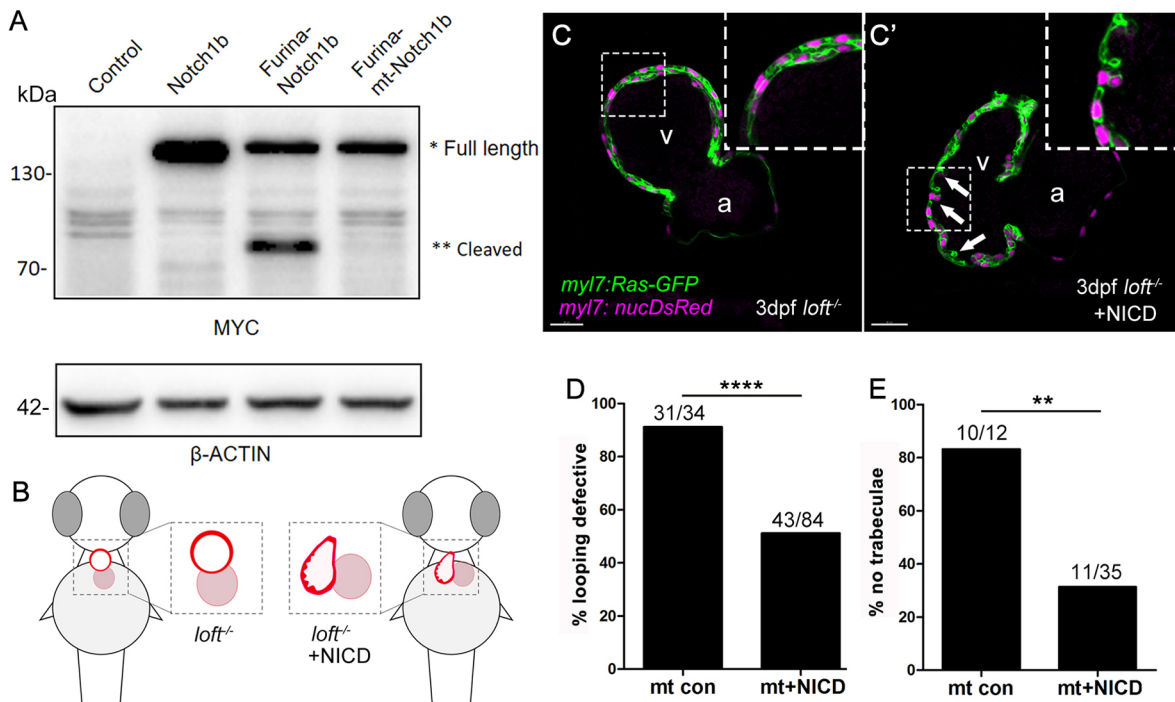 A
kDa
Control
Notch1b
Furina-
Notch1b
Furina-
mt-Notch1b
130-
70-
* Full length
** Cleaved
MYC
42-
β-ACTIN
B
loft-/-
loft-/-
+NICD
C
v
a
myl7:Ras-GFP
myl7: nucDsRed
3dpf loft-/-
C'
v
a
3dpf loft-/-
+NICD
D
% looping defective
100
80
60
40
20
0
****
31/34
43/84
mt con
mt+NICD
E
% no trabeculae
100
80
60
40
20
0
**
10/12
11/35
mt con
mt+NICD